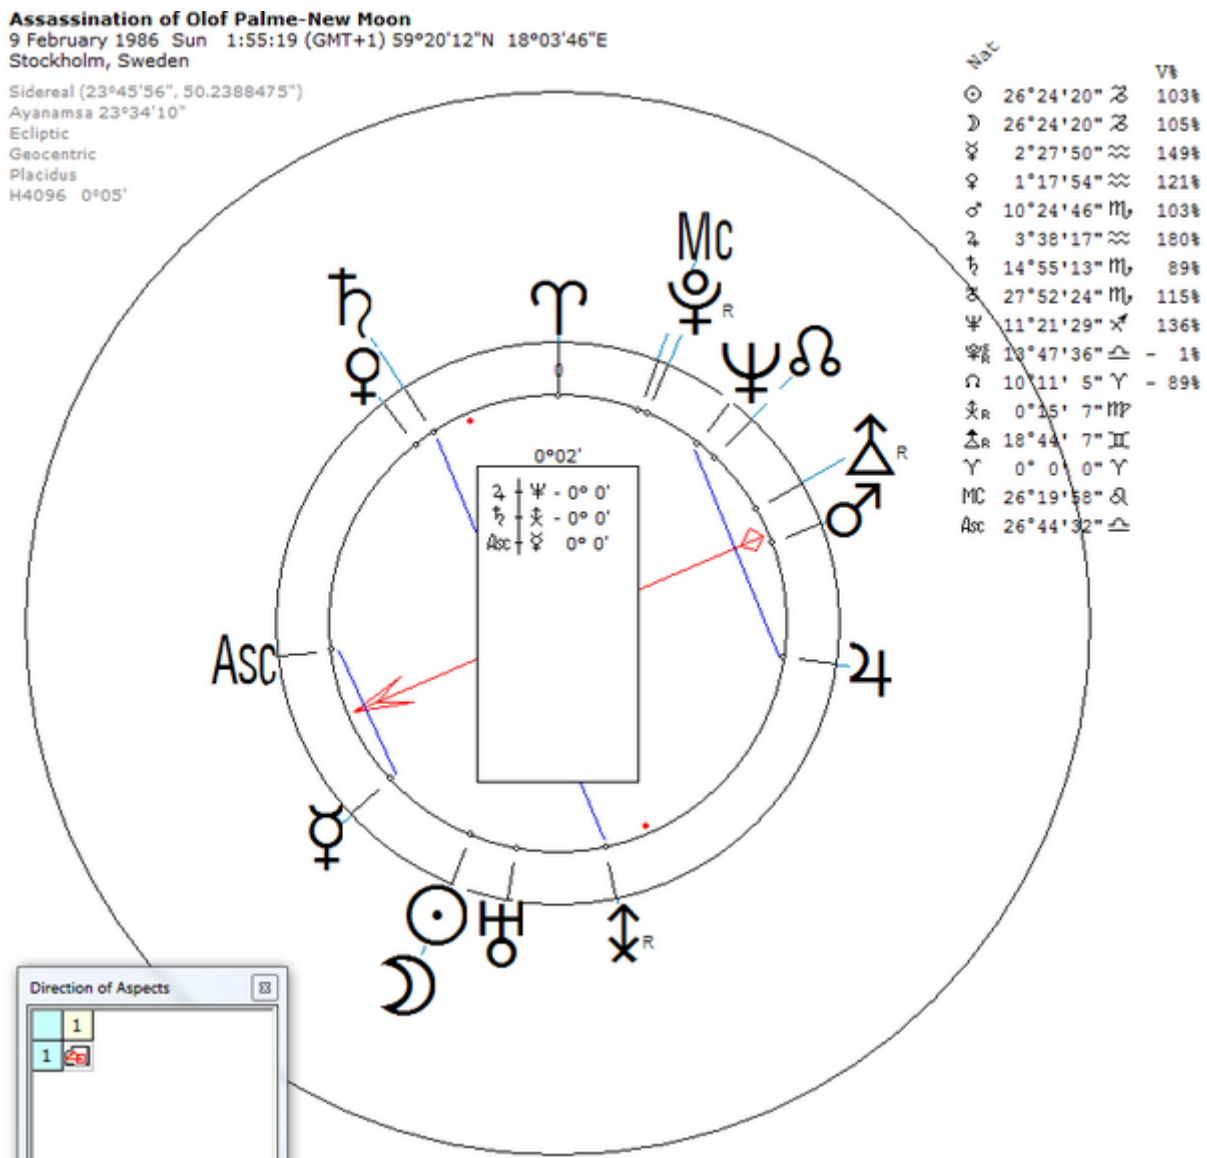 Assassination of Olof Palme-New Moon
9 February 1986 Sun 1:55:19 (GMT+1) 59°20'12"N 18°03'46"E
Stockholm, Sweden
Sidereal (23°45'56", 50.2388475")
Ayanamsa 23°34'10"
Ecliptic
Geocentric
Placidus
H4096 0°05'
Nat
V%
☉ 26°24'20" ♑ 103%
☽ 26°24'20" ♑ 105%
☿ 2°27'50" ♒ 149%
♀ 1°17'54" ♒ 121%
♂ 10°24'46" ♏ 103%
♃ 3°38'17" ♒ 180%
♄ 14°55'13" ♏ 89%
♅ 27°52'24" ♏ 115%
♆ 11°21'29" ♐ 136%
R 13°47'36" ♎ - 1%
☊ 10°11' 5" ♈ - 89%
R 0°15' 7" ♍
R 18°44' 7" ♊
♈ 0° 0' 0" ♈
MC 26°19'58" ♌
Asc 26°44'32" ♎
Mc
R
R
0
0°02'
♃ ♆ - 0° 0'
♄ - 0° 0'
Asc ☿ 0° 0'
Asc
R
Direction of Aspects
1
1